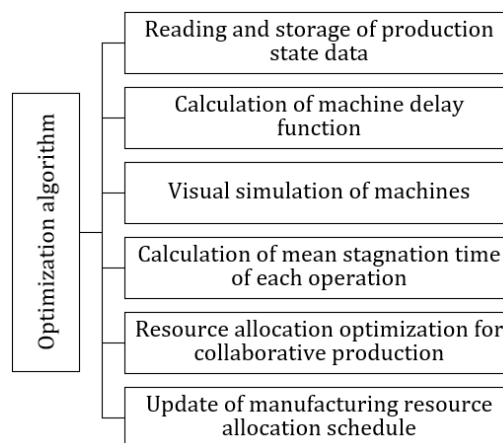 Optimization algorithm
Reading and storage of production
state data
Calculation of machine delay
function
Visual simulation of machines
Calculation of mean stagnation time
of each operation
Resource allocation optimization for
collaborative production
Update of manufacturing resource
allocation schedule